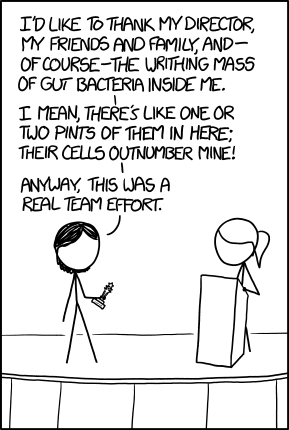 I'D LIKE TO THANK MY DIRECTOR,
MY FRIENDS AND FAMILY, AND—
OF COURSE—THE WRITHING MASS
OF GUT BACTERIA INSIDE ME.
I MEAN, THERE'S LIKE ONE OR
TWO PINTS OF THEM IN HERE;
THEIR CELLS OUTNUMBER MINE!
ANYWAY, THIS WAS A
REAL TEAM EFFORT.